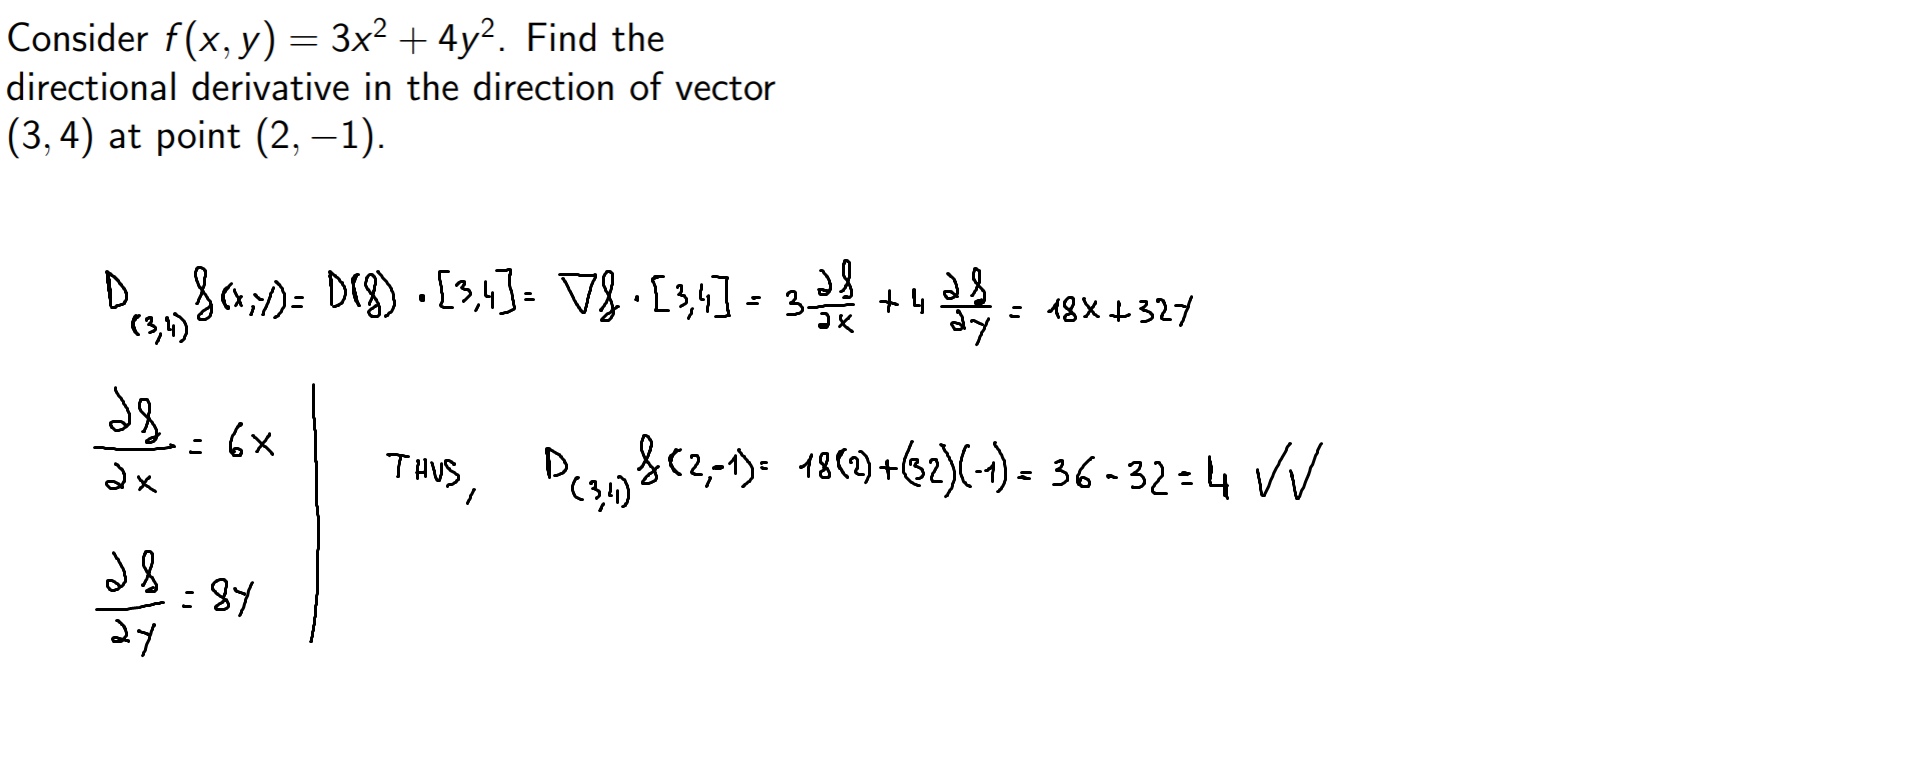 Consider f(x, y) = 3x² + 4y². Find the
directional derivative in the direction of vector
(3, 4) at point (2, −1).
D₍₃,₄₎ f(x,y) = D(f) · [3,4] = ∇f · [3,4] = 3 ∂f/∂x + 4 ∂f/∂y = 18x + 32y
∂f/∂x = 6x
THUS, D₍₃,₄₎ f(2,-1) = 18(2) + (32)(-1) = 36 - 32 = 4 ✓✓
∂f/∂y = 8y